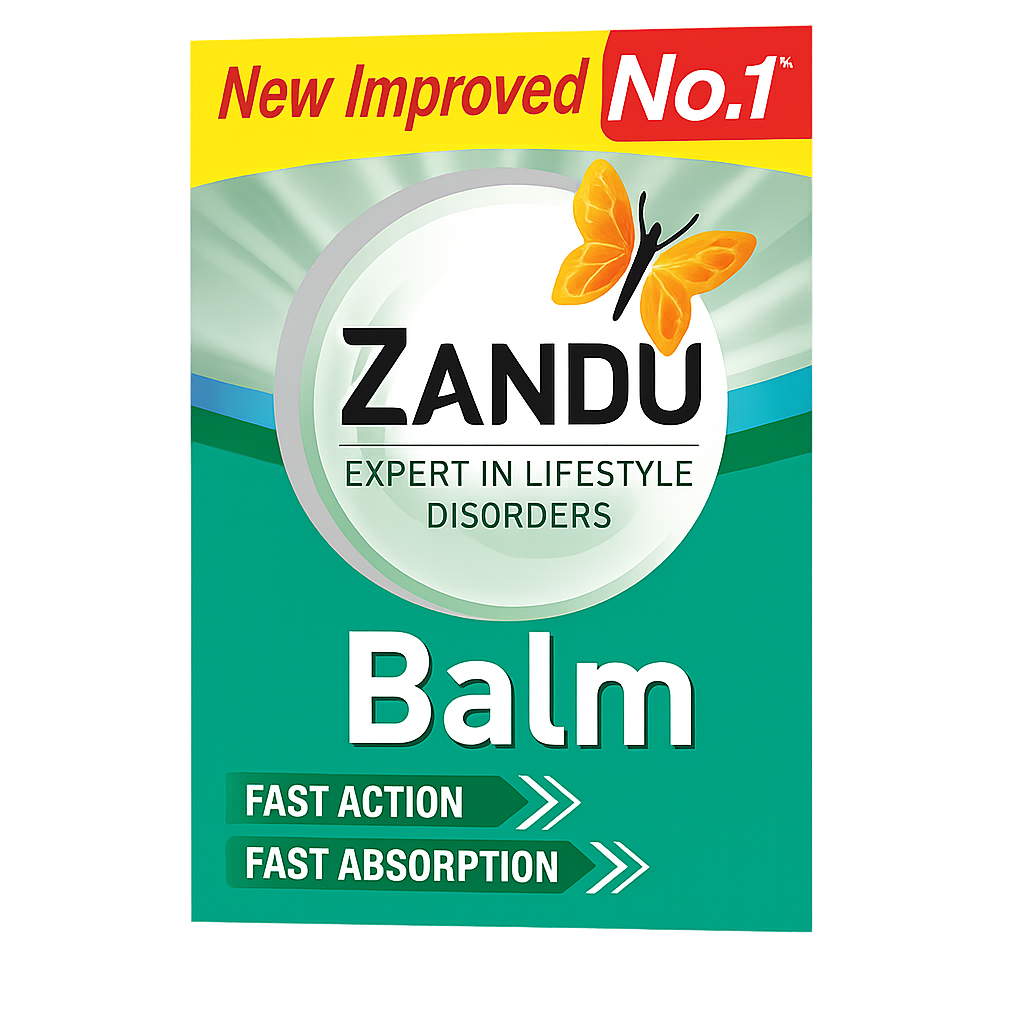 New Improved No.1
ZANDU
EXPERT IN LIFESTYLE
DISORDERS
Balm
FAST ACTION
FAST ABSORPTION